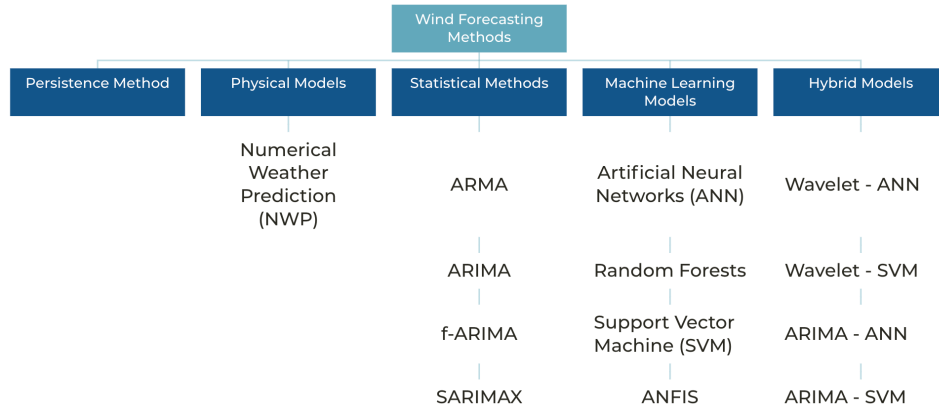 Wind Forecasting
Methods
Persistence Method
Physical Models
Statistical Methods
Machine Learning
Models
Hybrid Models
Numerical
Weather
Prediction
(NWP)
ARMA
Artificial Neural
Networks (ANN)
Wavelet - ANN
ARIMA
Random Forests
Wavelet - SVM
f-ARIMA
Support Vector
Machine (SVM)
ARIMA - ANN
SARIMAX
ANFIS
ARIMA - SVM